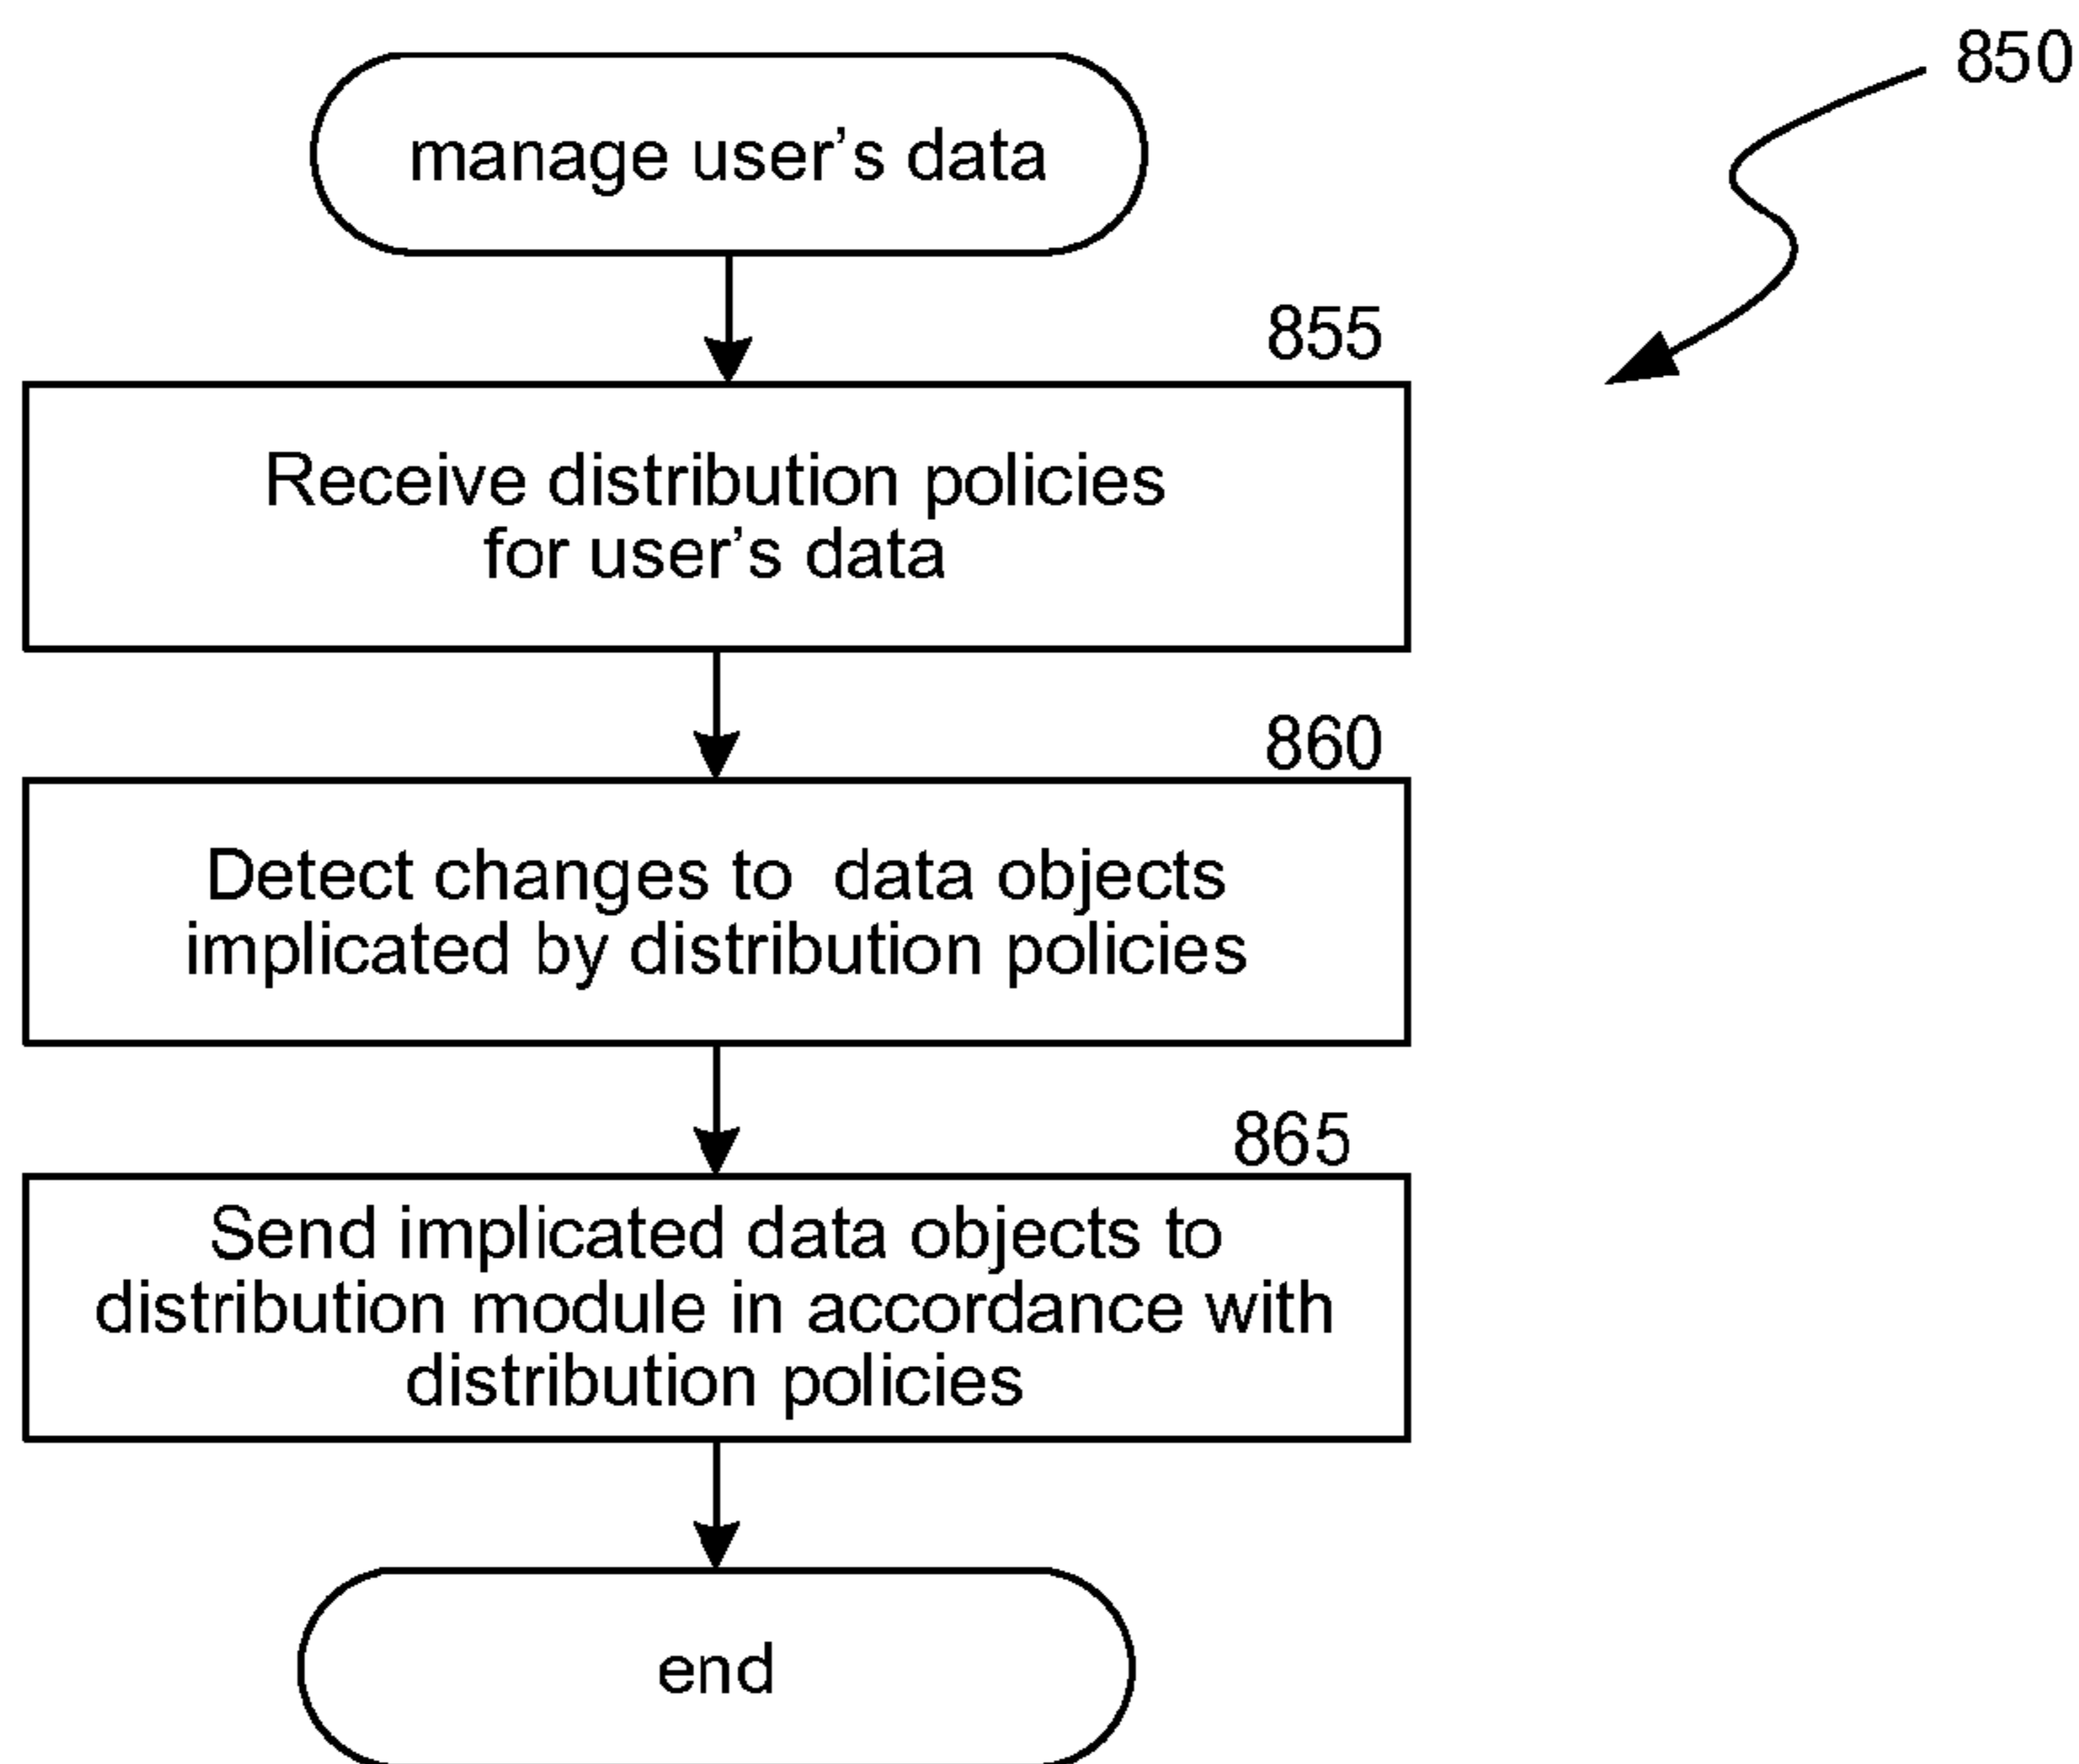 850
manage user’s data
855
Receive distribution policies
for user’s data
860
Detect changes to data objects
implicated by distribution policies
865
Send implicated data objects to
distribution module in accordance with
distribution policies
end